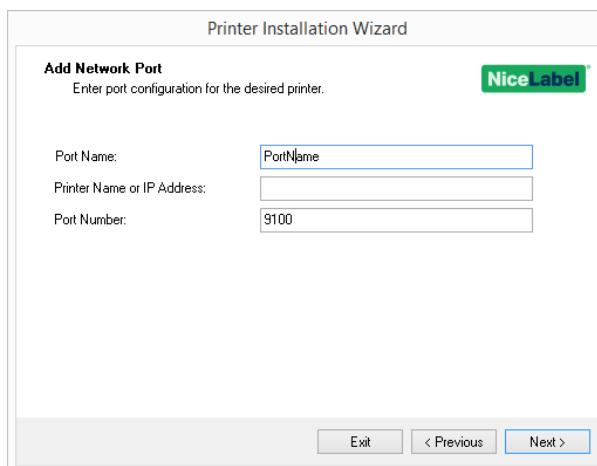 Printer Installation Wizard
Add Network Port
Enter port configuration for the desired printer.
NiceLabel®
Port Name: PortName
Printer Name or IP Address:
Port Number: 9100
Exit < Previous Next >